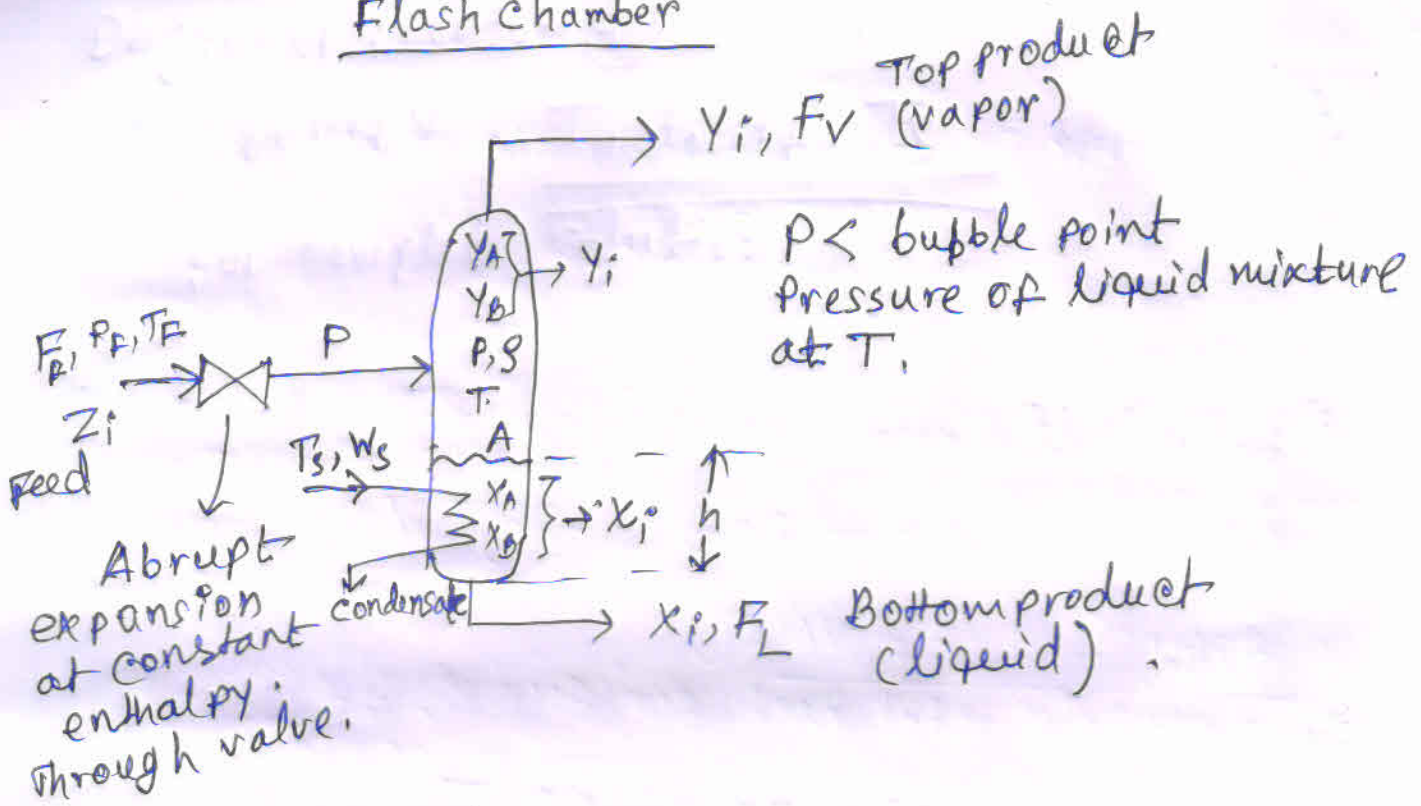 Flash Chamber
Top product
(vapor)
Yi, FV
YA
YB
→ Yi
P, ρ
T
A
P < bubble point
Pressure of liquid mixture
at T.
FF, PF, TF
P
Zi
Feed
Ts, Ws
XA
XB
→ Xi
h
Abrupt
expansion
at constant
enthalpy.
Through valve.
Condensate
Xi, FL
Bottom product
(liquid).